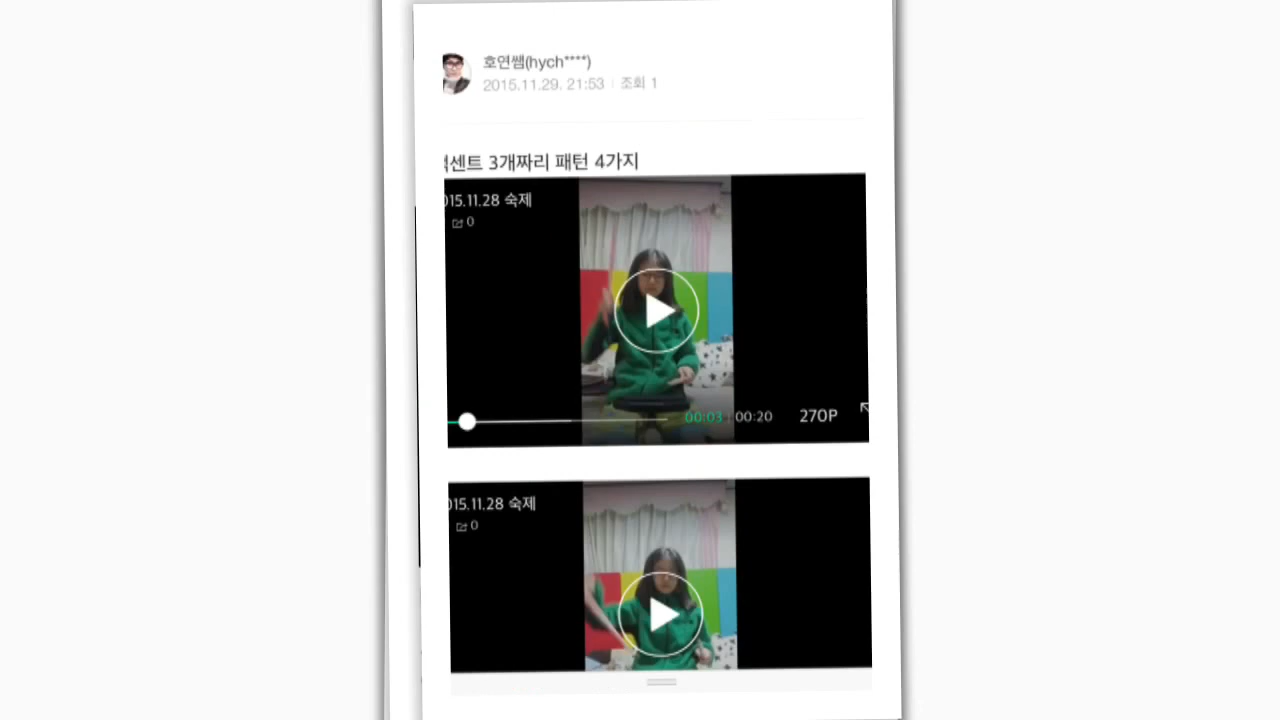 호연쌤(hych****)
2015.11.29. 21:53 | 조회 1
센트 3개짜리 패턴 4가지
015.11.28 숙제
0
00:03 | 00:20 270P
015.11.28 숙제
0